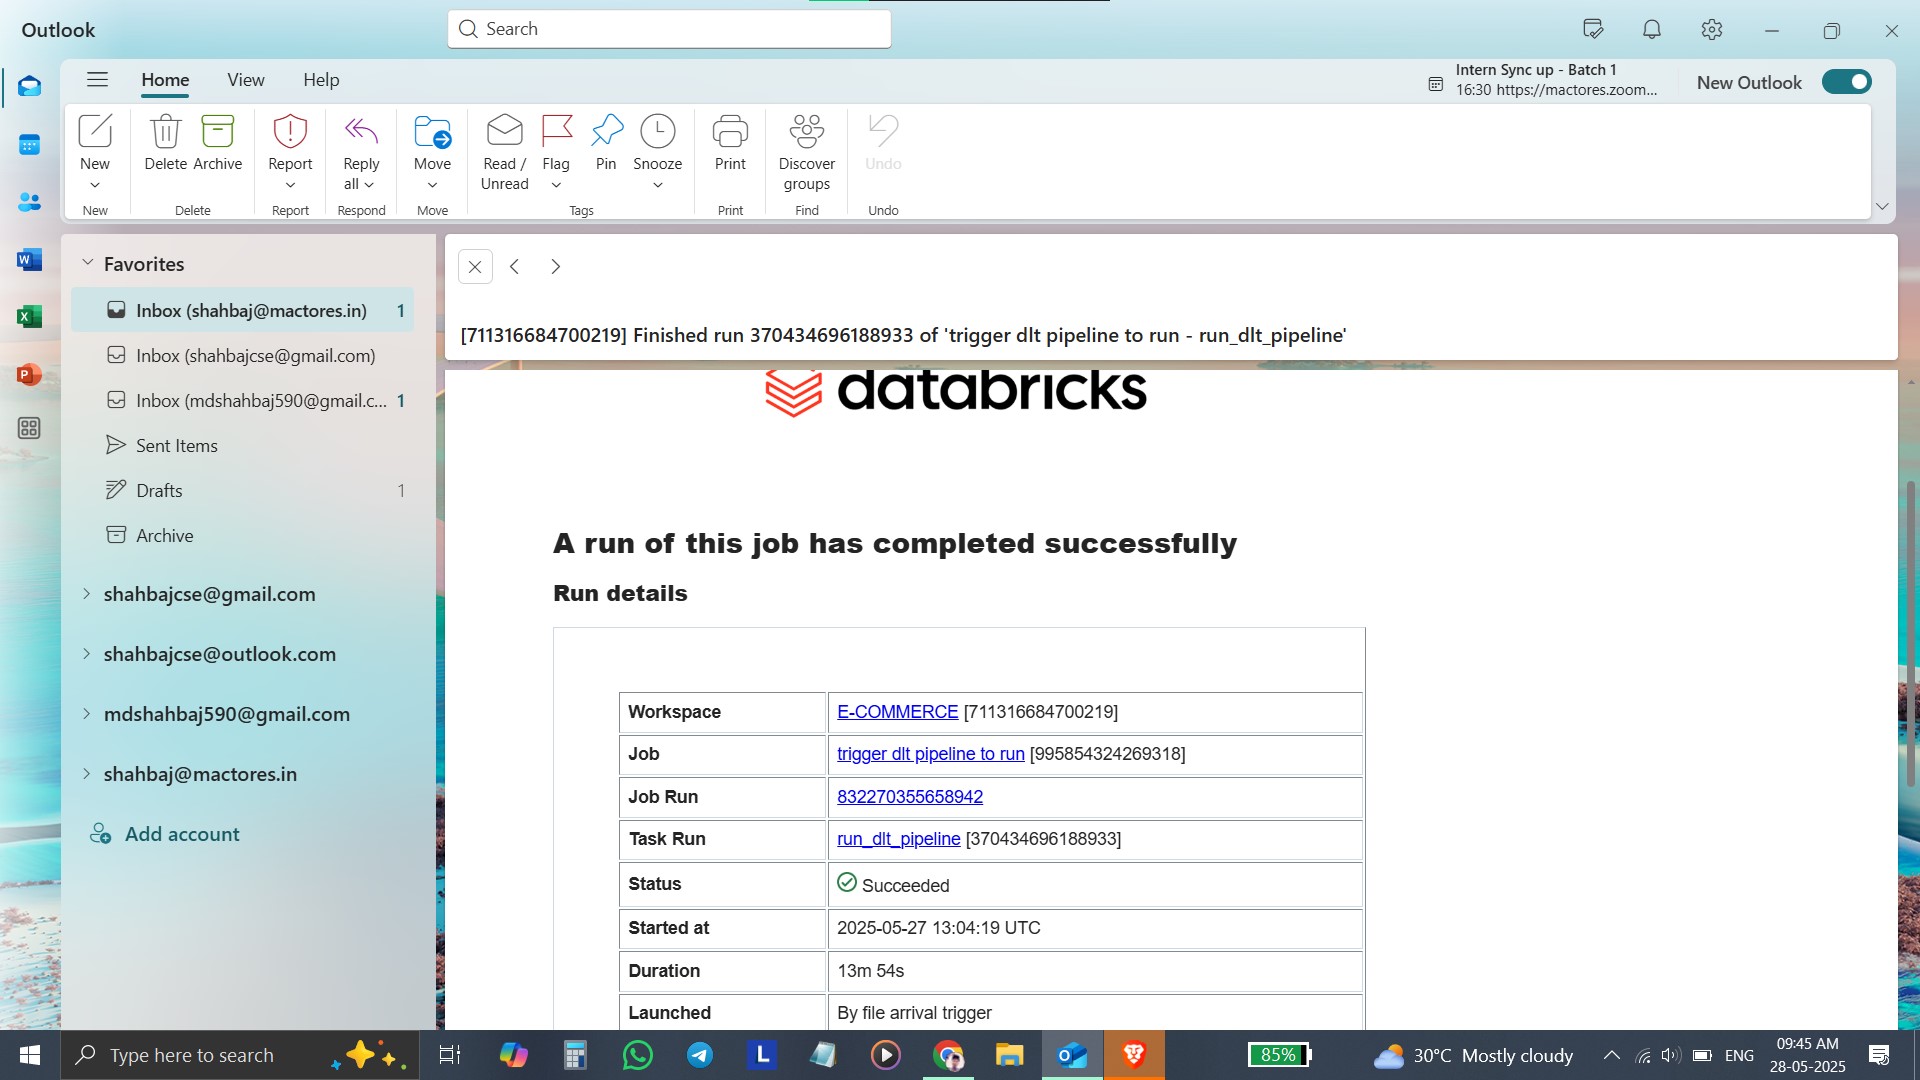 Outlook
Search
Home
View
Help
Intern Sync up - Batch 1
16:30 https://mactores.zoom...
New Outlook
New
Delete
Archive
Report
Reply all
Move
Read / Unread
Flag
Pin
Snooze
Print
Discover groups
Undo
New
Delete
Report
Respond
Move
Tags
Print
Find
Undo
Favorites
Inbox (shahbaj@mactores.in) 1
Inbox (shahbajcse@gmail.com)
Inbox (mdshahbaj590@gmail.c... 1
Sent Items
Drafts 1
Archive
shahbajcse@gmail.com
shahbajcse@outlook.com
mdshahbaj590@gmail.com
shahbaj@mactores.in
Add account
[711316684700219] Finished run 370434696188933 of 'trigger dlt pipeline to run - run_dlt_pipeline'
databricks
A run of this job has completed successfully
Run details
Workspace E-COMMERCE [711316684700219]
Job trigger dlt pipeline to run [995854324269318]
Job Run 832270355658942
Task Run run_dlt_pipeline [370434696188933]
Status Succeeded
Started at 2025-05-27 13:04:19 UTC
Duration 13m 54s
Launched By file arrival trigger
Type here to search
L
85%
30°C Mostly cloudy
ENG
09:45 AM
28-05-2025